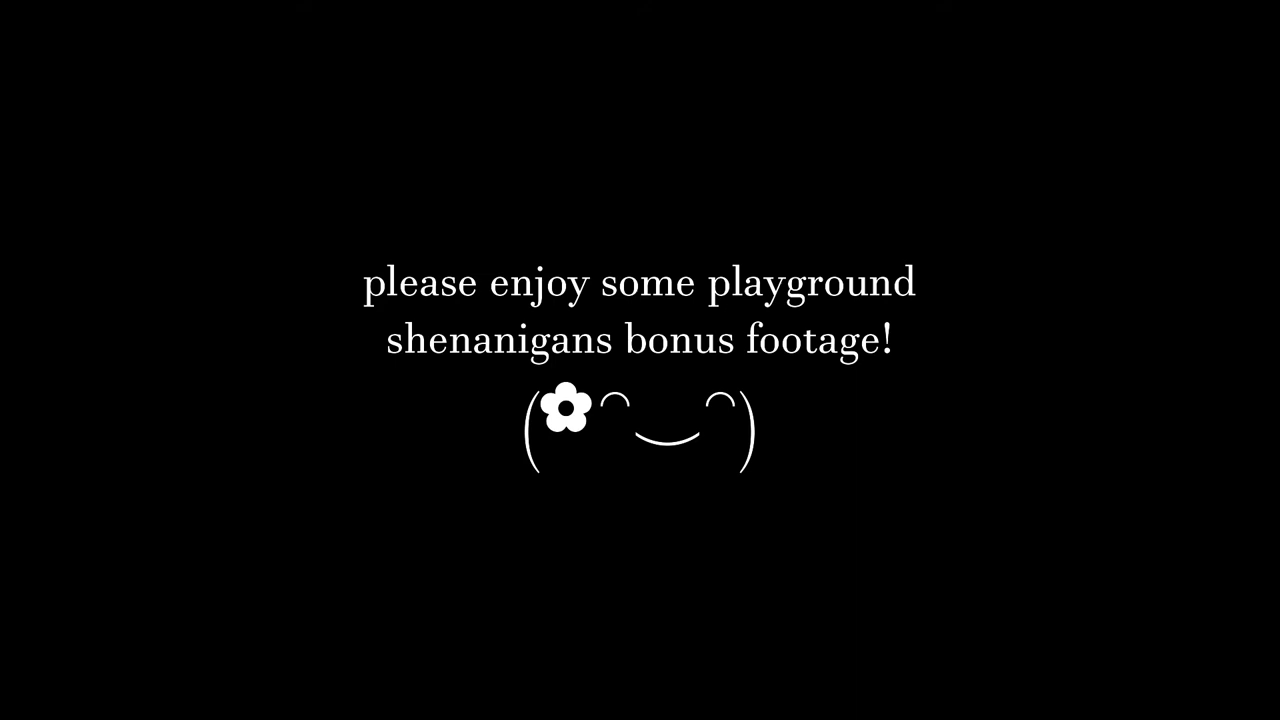 please enjoy some playground
shenanigans bonus footage!
(✿◠‿◠)